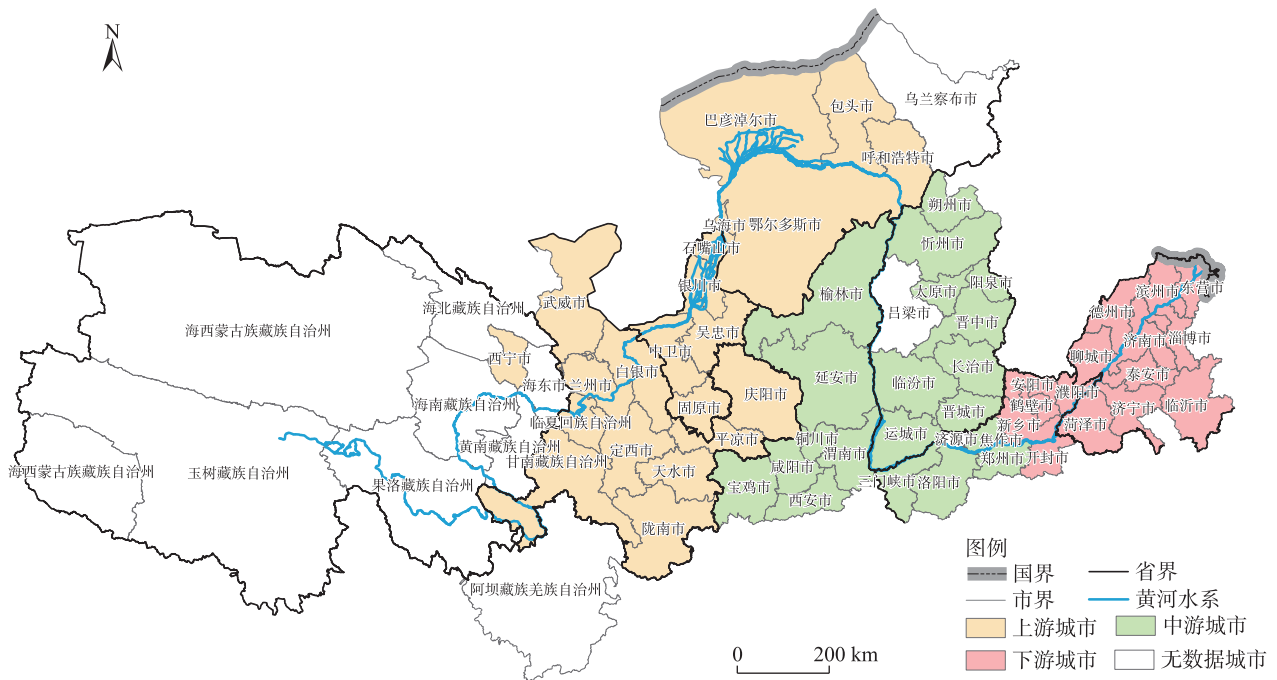 N
乌兰察布市
包头市
巴彦淖尔市
呼和浩特市
朔州市
乌海市
鄂尔多斯市
忻州市
石嘴山市
银川市
榆林市
太原市
阳泉市
滨州市
东营市
武威市
海北藏族自治州
吕梁市
德州市
海西蒙古族藏族自治州
吴忠市
晋中市
济南市
淄博市
西宁市
中卫市
聊城市
海东市
兰州市
白银市
延安市
临汾市
长治市
泰安市
庆阳市
安阳市
濮阳市
海南藏族自治州
固原市
晋城市
鹤壁市
济宁市
临沂市
临夏回族自治州
新乡市
菏泽市
黄南藏族自治州
定西市
平凉市
铜川市
运城市
济源市
焦作市
甘南藏族自治州
渭南市
郑州市
开封市
海西蒙古族藏族自治州
玉树藏族自治州
天水市
咸阳市
果洛藏族自治州
宝鸡市
三门峡市
洛阳市
西安市
陇南市
阿坝藏族羌族自治州
图例
国界
省界
市界
黄河水系
上游城市
中游城市
下游城市
无数据城市
0 200 km